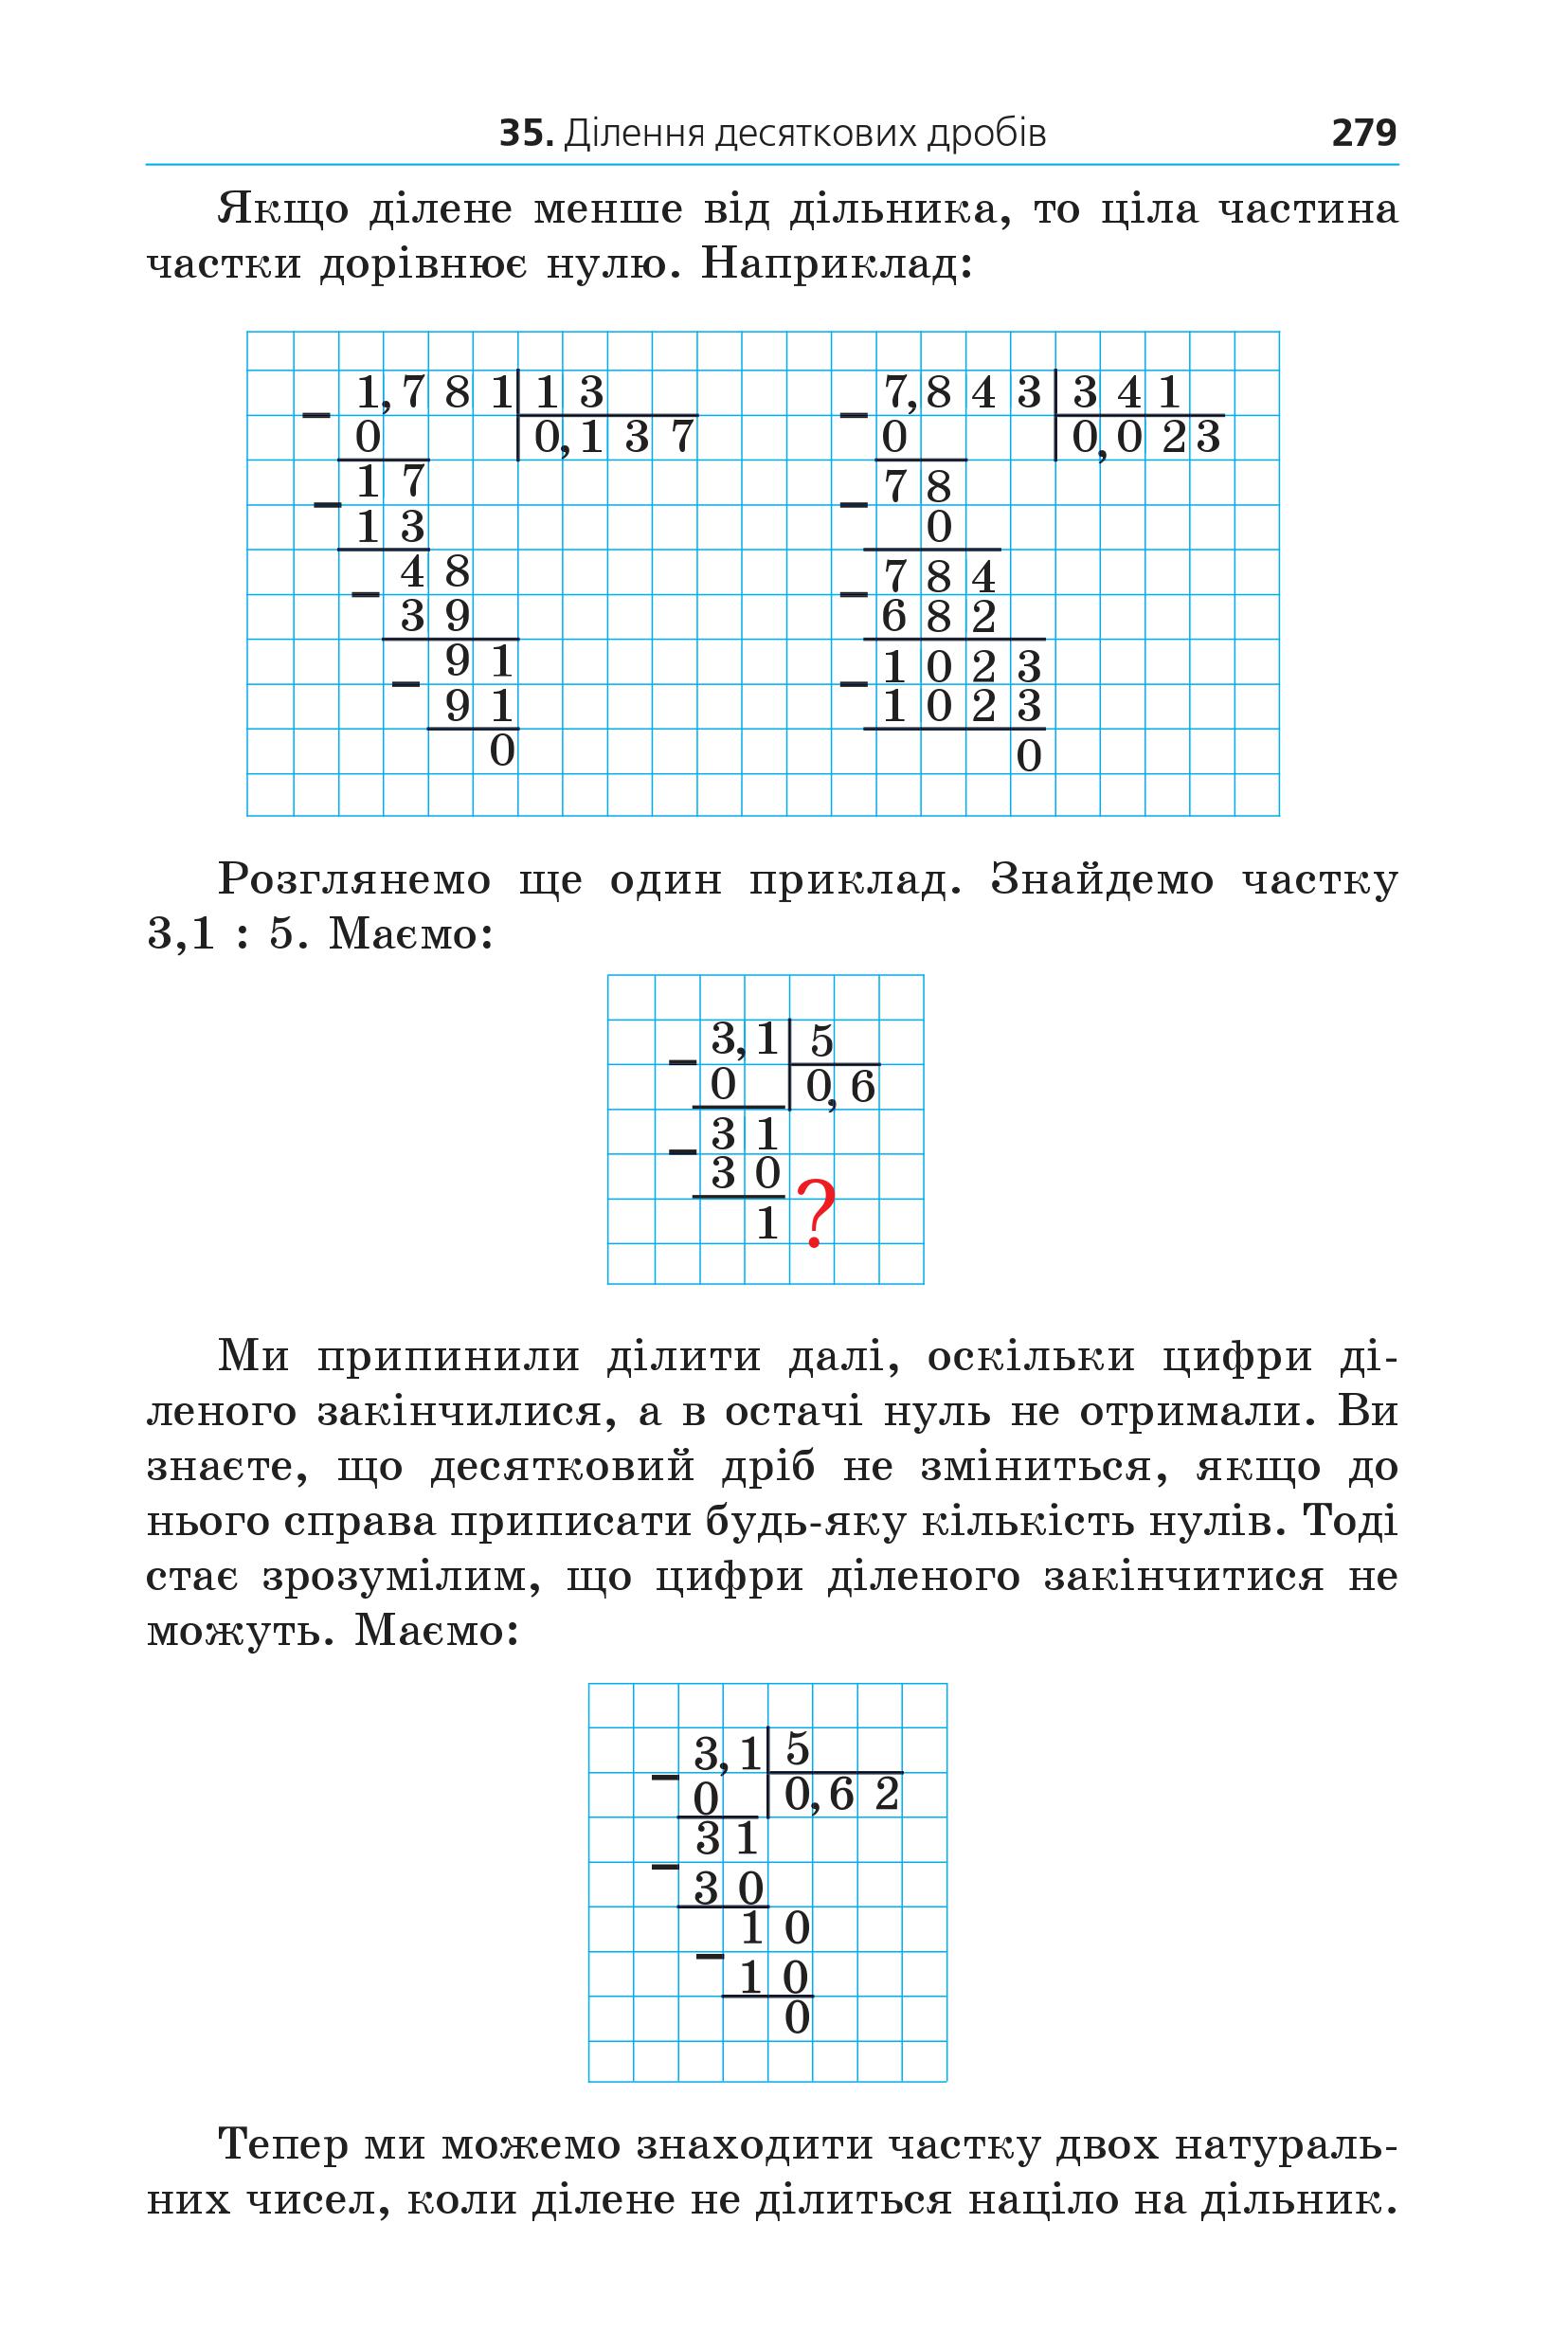 35. Ділення десяткових дробів 279
Якщо ділене менше від дільника, то ціла частина
частки дорівнює нулю. Наприклад:
1,781 13
– 0 0,137
17
– 13
48
– 39
91
– 91
0
7,843 341
– 0 0,023
78
– 0
784
– 682
1023
– 1023
0
Розглянемо ще один приклад. Знайдемо частку
3,1 : 5. Маємо:
3,1 5
– 0 0,6
31
– 30
1 ?
Ми припинили ділити далі, оскільки цифри ді-
леного закінчилися, а в остачі нуль не отримали. Ви
знаєте, що десятковий дріб не зміниться, якщо до
нього справа приписати будь-яку кількість нулів. Тоді
стає зрозумілим, що цифри діленого закінчитися не
можуть. Маємо:
3,1 5
– 0 0,62
31
– 30
10
– 10
0
Тепер ми можемо знаходити частку двох натураль-
них чисел, коли ділене не ділиться націло на дільник.